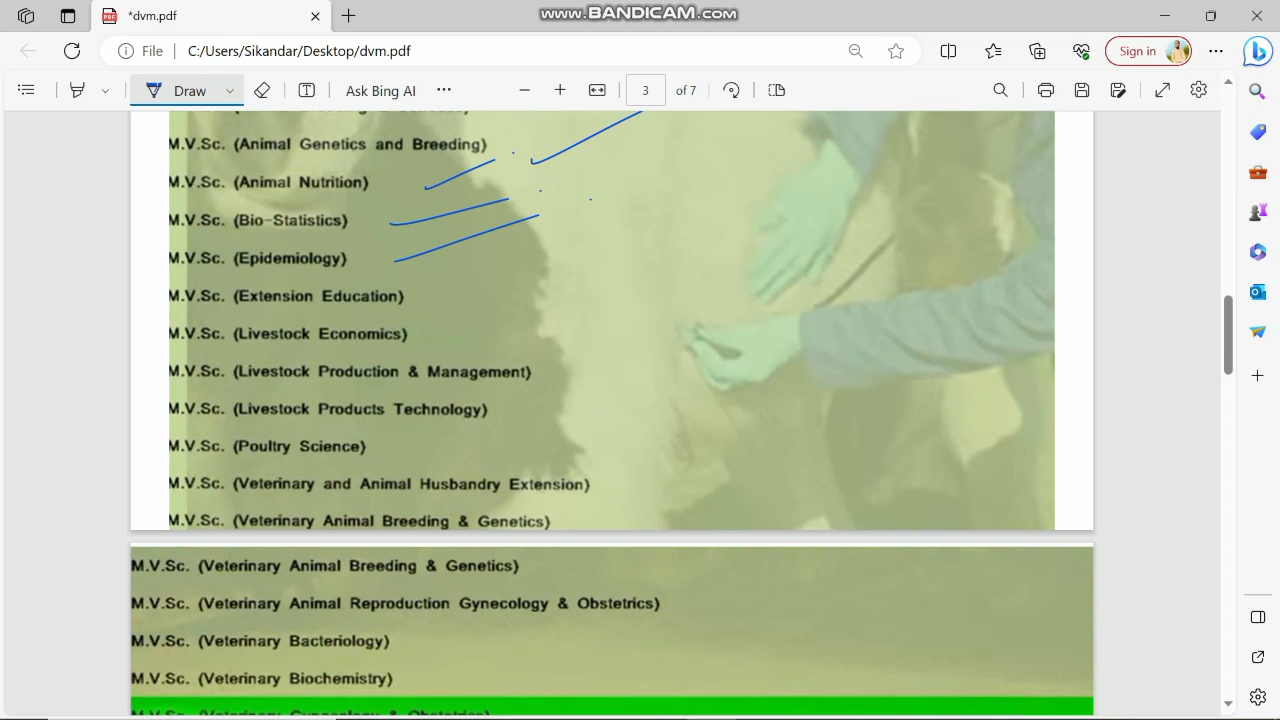 *dvm.pdf
www.BANDICAM.com
File
C:/Users/Sikandar/Desktop/dvm.pdf
Sign in
Draw
Ask Bing AI
3 of 7
M.V.Sc. (Animal Genetics and Breeding)
M.V.Sc. (Animal Nutrition)
M.V.Sc. (Bio-Statistics)
M.V.Sc. (Epidemiology)
M.V.Sc. (Extension Education)
M.V.Sc. (Livestock Economics)
M.V.Sc. (Livestock Production & Management)
M.V.Sc. (Livestock Products Technology)
M.V.Sc. (Poultry Science)
M.V.Sc. (Veterinary and Animal Husbandry Extension)
M.V.Sc. (Veterinary Animal Breeding & Genetics)
M.V.Sc. (Veterinary Animal Breeding & Genetics)
M.V.Sc. (Veterinary Animal Reproduction Gynecology & Obstetrics)
M.V.Sc. (Veterinary Bacteriology)
M.V.Sc. (Veterinary Biochemistry)
M.V.Sc. (Veterinary Gynecology & Obstetrics)